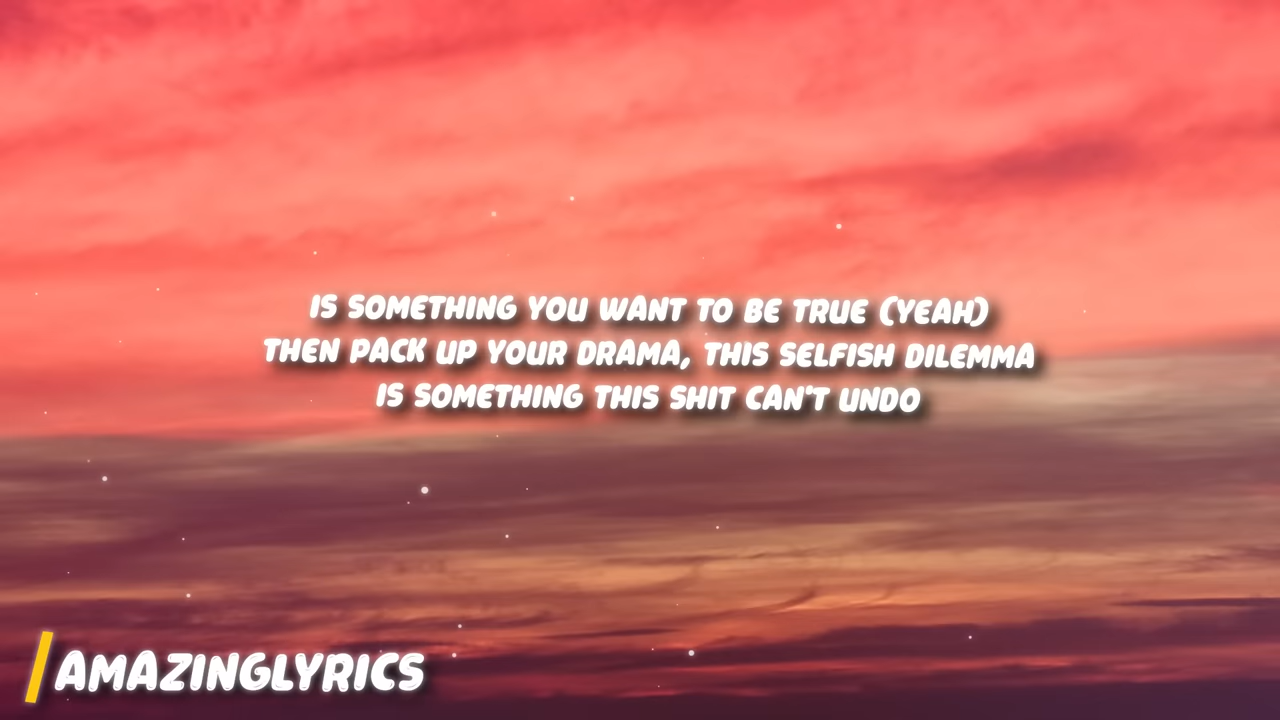 IS SOMETHING YOU WANT TO BE TRUE (YEAH)
THEN PACK UP YOUR DRAMA, THIS SELFISH DILEMMA
IS SOMETHING THIS SHIT CAN'T UNDO
AMAZINGLYRICS